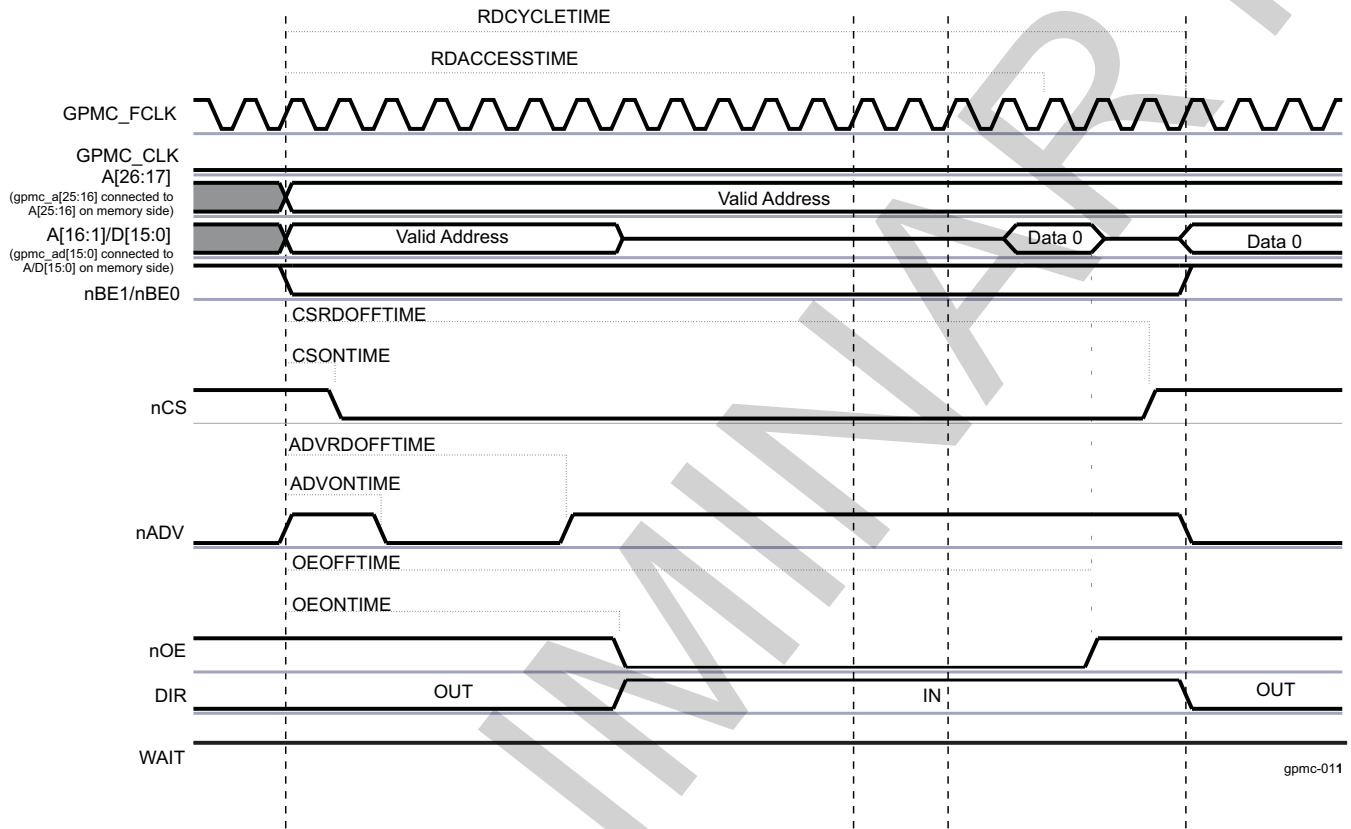 RDCYCLETIME
RDACCESSTIME
GPMC_FCLK
GPMC_CLK
A[26:17]
(gpmc_a[25:16] connected to
A[25:16] on memory side)
Valid Address
A[16:1]/D[15:0]
(gpmc_ad[15:0] connected to
A/D[15:0] on memory side)
Valid Address
Data 0
Data 0
nBE1/nBE0
CSRDOFFTIME
CSONTIME
nCS
ADVRDOFFTIME
ADVONTIME
nADV
OEOFFTIME
OEONTIME
nOE
DIR
OUT
IN
OUT
WAIT
gpmc-011